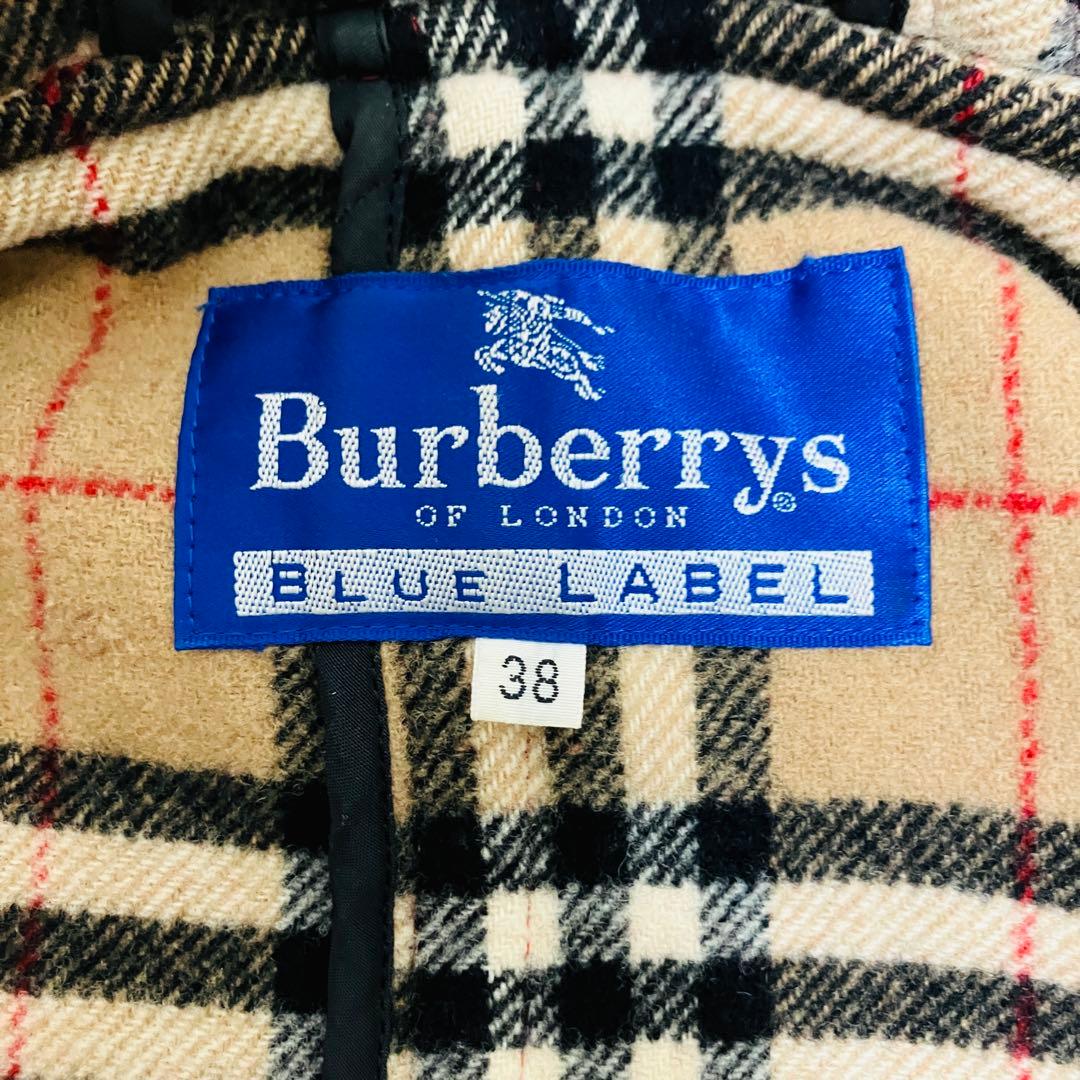 Burberrys®
OF LONDON
BLUE LABEL
38